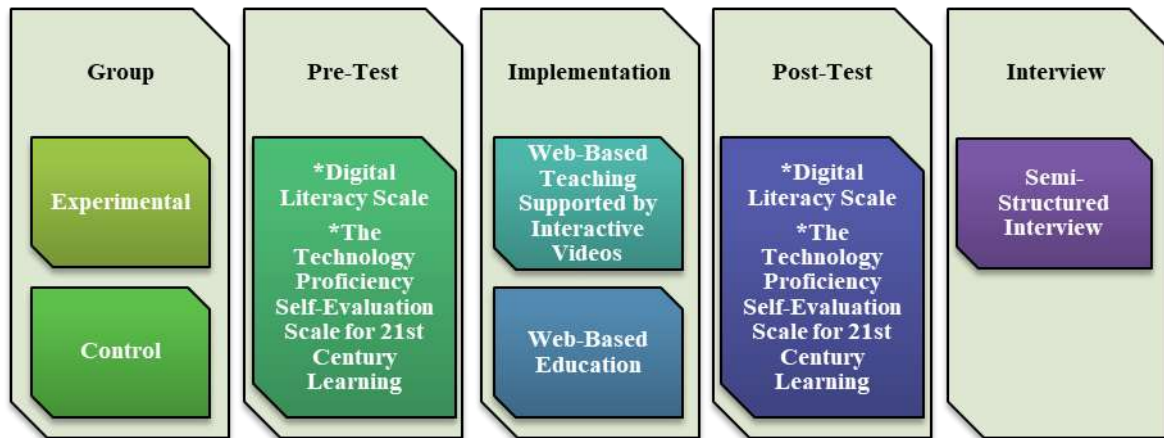 Group
Experimental
Control
Pre-Test
*Digital
Literacy Scale
*The
Technology
Proficiency
Self-Evaluation
Scale for 21st
Century
Learning
Implementation
Web-Based
Teaching
Supported by
Interactive
Videos
Web-Based
Education
Post-Test
*Digital
Literacy Scale
*The
Technology
Proficiency
Self-Evaluation
Scale for 21st
Century
Learning
Interview
Semi-
Structured
Interview